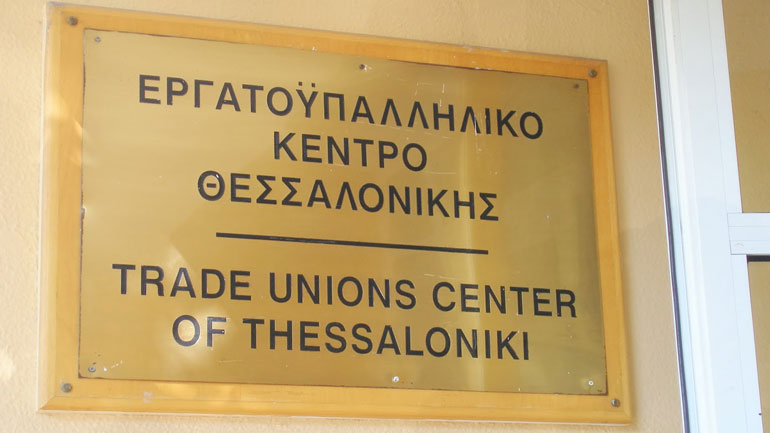 ΕΡΓΑΤΟΫΠΑΛΛΗΛΙΚΟ
ΚΕΝΤΡΟ
ΘΕΣΣΑΛΟΝΙΚΗΣ
TRADE UNIONS CENTER
OF THESSALONIKI